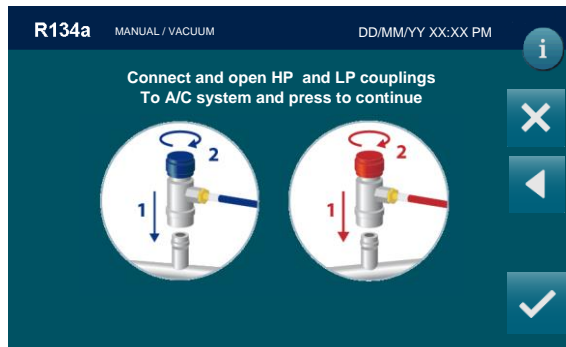 R134a MANUAL / VACUUM DD/MM/YY XX:XX PM
i
Connect and open HP and LP couplings
To A/C system and press to continue
2 2
1 1